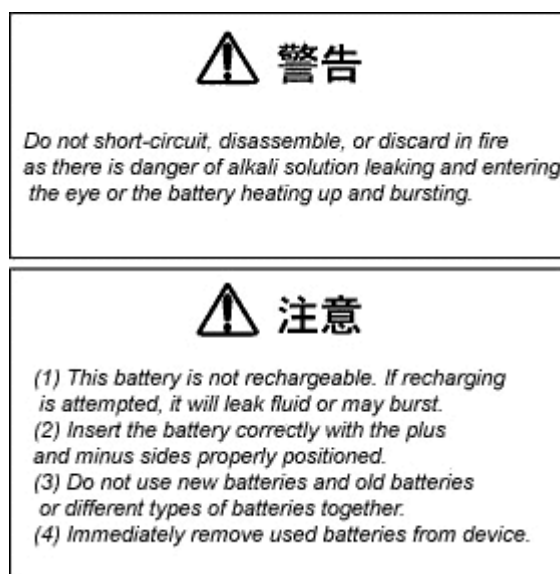 警告
Do not short-circuit, disassemble, or discard in fire
as there is danger of alkali solution leaking and entering
the eye or the battery heating up and bursting.
注意
(1) This battery is not rechargeable. If recharging
is attempted, it will leak fluid or may burst.
(2) Insert the battery correctly with the plus
and minus sides properly positioned.
(3) Do not use new batteries and old batteries
or different types of batteries together.
(4) Immediately remove used batteries from device.